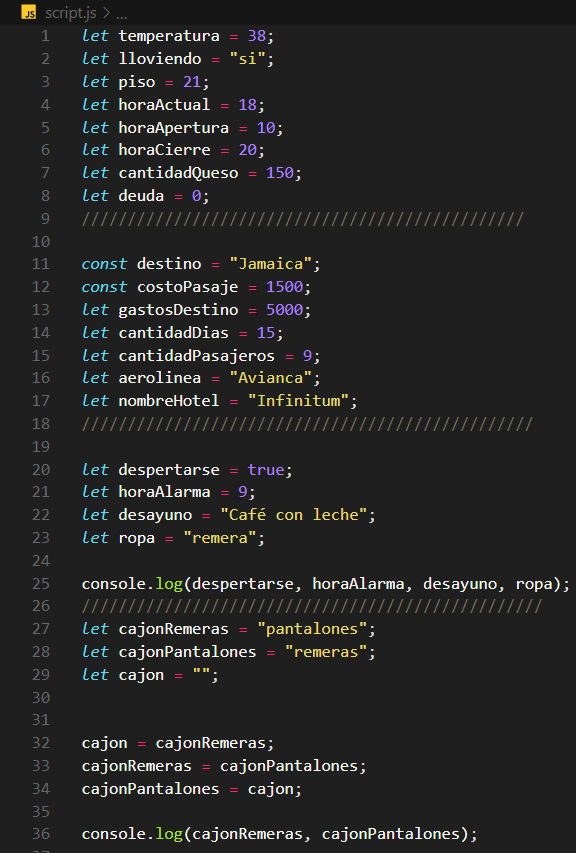 JS script.js > ...
1 let temperatura = 38;
2 let lloviendo = "si";
3 let piso = 21;
4 let horaActual = 18;
5 let horaApertura = 10;
6 let horaCierre = 20;
7 let cantidadQueso = 150;
8 let deuda = 0;
9 ////////////////////////////////////////////////
10
11 const destino = "Jamaica";
12 const costoPasaje = 1500;
13 let gastosDestino = 5000;
14 let cantidadDias = 15;
15 let cantidadPasajeros = 9;
16 let aerolinea = "Avianca";
17 let nombreHotel = "Infinitum";
18 /////////////////////////////////////////////////
19
20 let despertarse = true;
21 let horaAlarma = 9;
22 let desayuno = "Café con leche";
23 let ropa = "remera";
24
25 console.log(despertarse, horaAlarma, desayuno, ropa);
26 //////////////////////////////////////////////////
27 let cajonRemeras = "pantalones";
28 let cajonPantalones = "remeras";
29 let cajon = "";
30
31
32 cajon = cajonRemeras;
33 cajonRemeras = cajonPantalones;
34 cajonPantalones = cajon;
35
36 console.log(cajonRemeras, cajonPantalones);